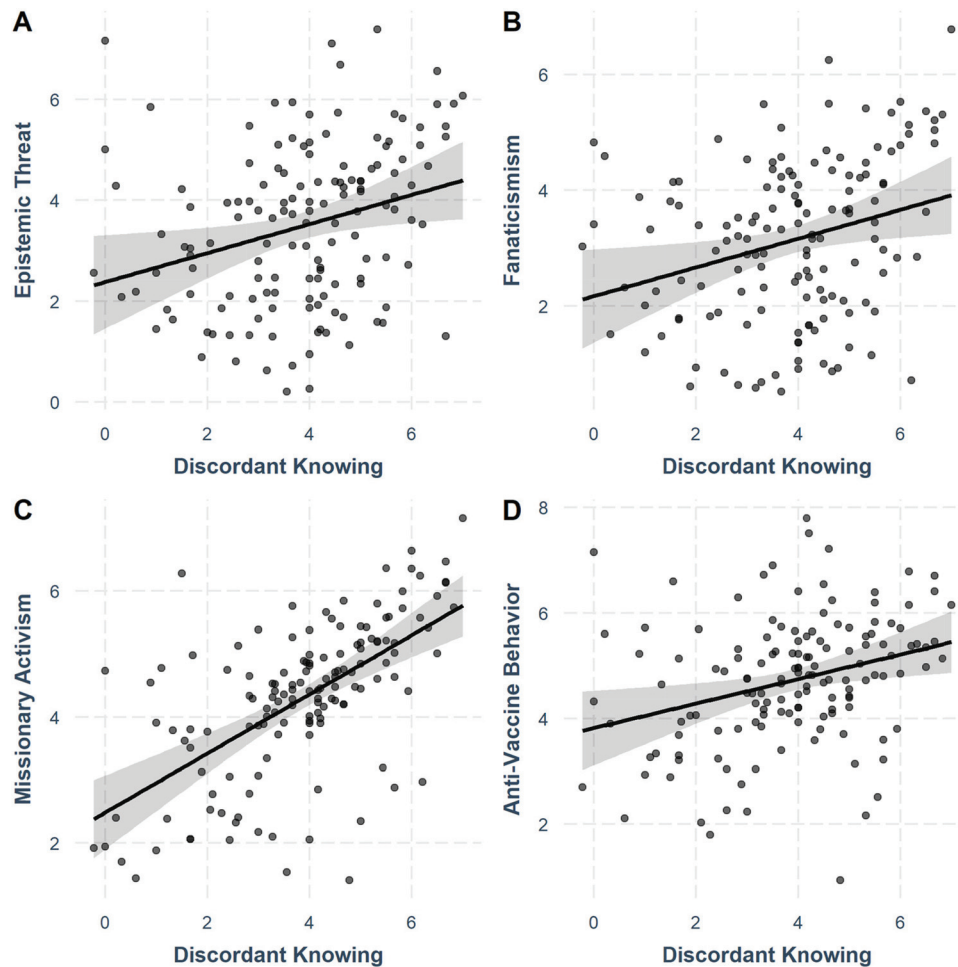 A
Epistemic Threat
6
4
2
0
0 2 4 6
Discordant Knowing
B
Fanaticismism
6
4
2
0 2 4 6
Discordant Knowing
C
Missionary Activism
6
4
2
0 2 4 6
Discordant Knowing
D
Anti-Vaccine Behavior
8
6
4
2
0 2 4 6
Discordant Knowing